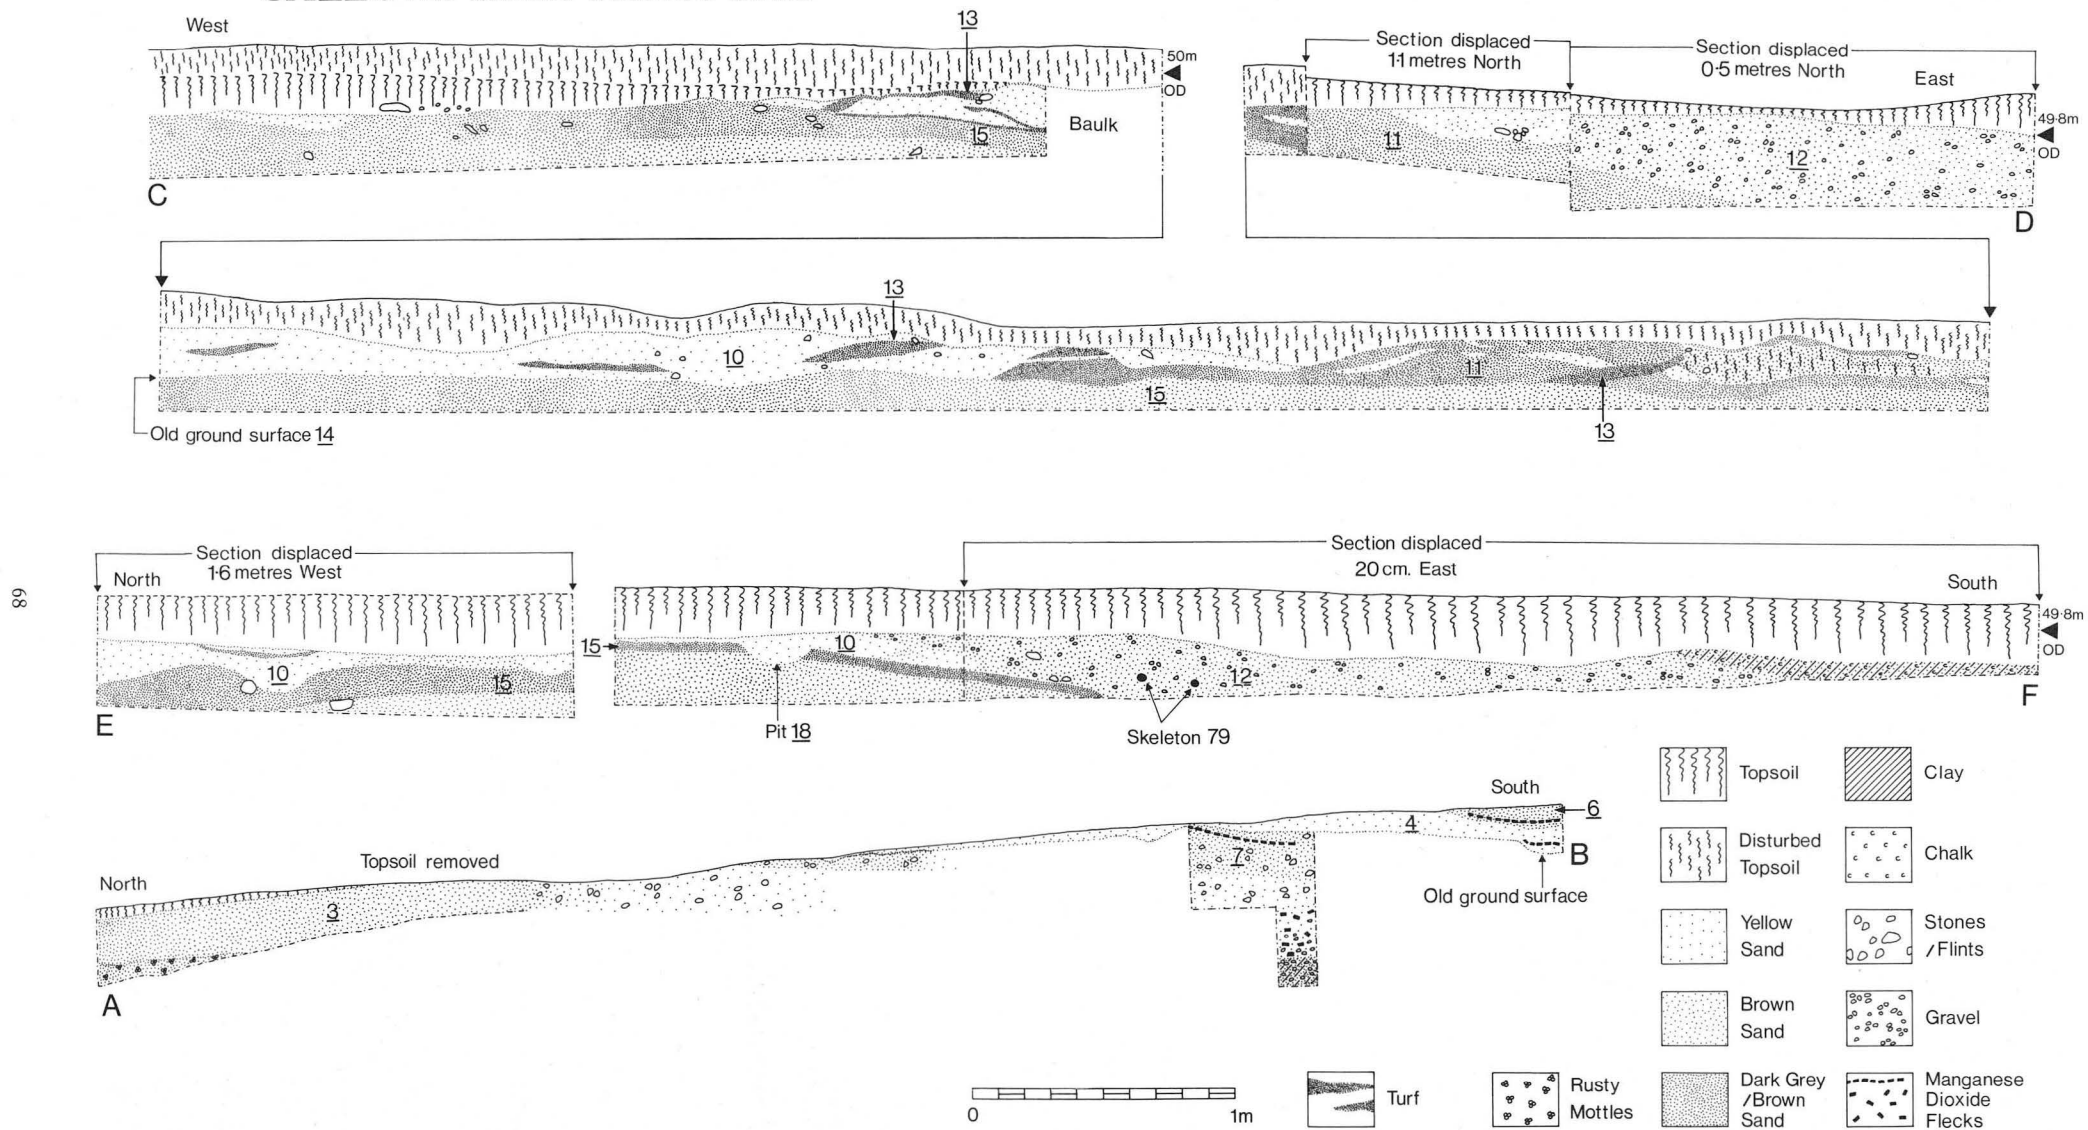 West
13
50m
OD
Baulk
15
C
Section displaced
1·1 metres North
Section displaced
0·5 metres North
East
49·8m
OD
11
12
D
13
10
11
15
13
Old ground surface 14
Section displaced
1·6 metres West
North
10
15
E
Section displaced
20cm. East
South
49·8m
OD
15
10
12
F
Pit 18
Skeleton 79
68
South
6
4
B
7
Old ground surface
Topsoil removed
North
3
A
Topsoil
Clay
Disturbed
Topsoil
Chalk
Yellow
Sand
Stones
/Flints
Brown
Sand
Gravel
Turf
Rusty
Mottles
Dark Grey
/Brown
Sand
Manganese
Dioxide
Flecks
0
1m